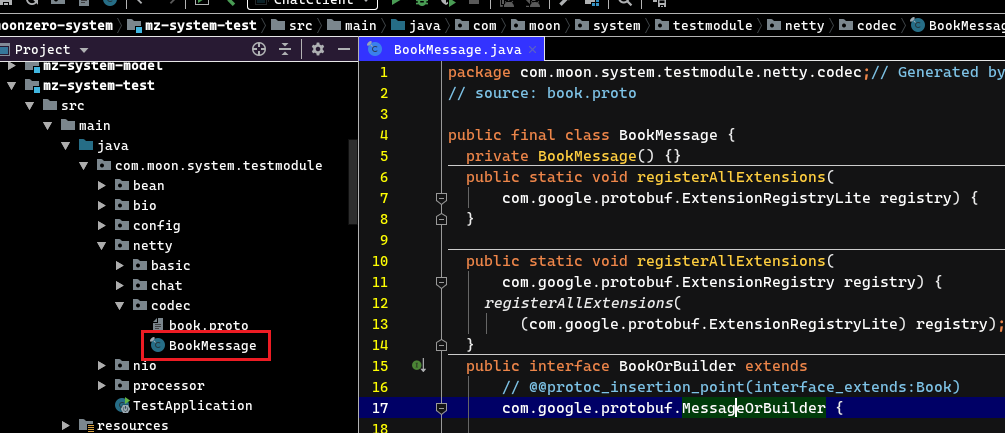 ChatClient
oonzero-system
mz-system-test
src
main
java
com
moon
system
testmodule
netty
codec
BookMess
Project
mz-system-model
mz-system-test
src
main
java
com.moon.system.testmodule
bean
bio
config
netty
basic
chat
codec
book.proto
BookMessage
nio
processor
TestApplication
resources
BookMessage.java
1 package com.moon.system.testmodule.netty.codec;// Generated by
2 // source: book.proto
3
4 public final class BookMessage {
5 private BookMessage() {}
6 public static void registerAllExtensions(
7 com.google.protobuf.ExtensionRegistryLite registry) {
8 }
9
10 public static void registerAllExtensions(
11 com.google.protobuf.ExtensionRegistry registry) {
12 registerAllExtensions(
13 (com.google.protobuf.ExtensionRegistryLite) registry);
14 }
15 public interface BookOrBuilder extends
16 // @@protoc_insertion_point(interface_extends:Book)
17 com.google.protobuf.MessageOrBuilder {
18